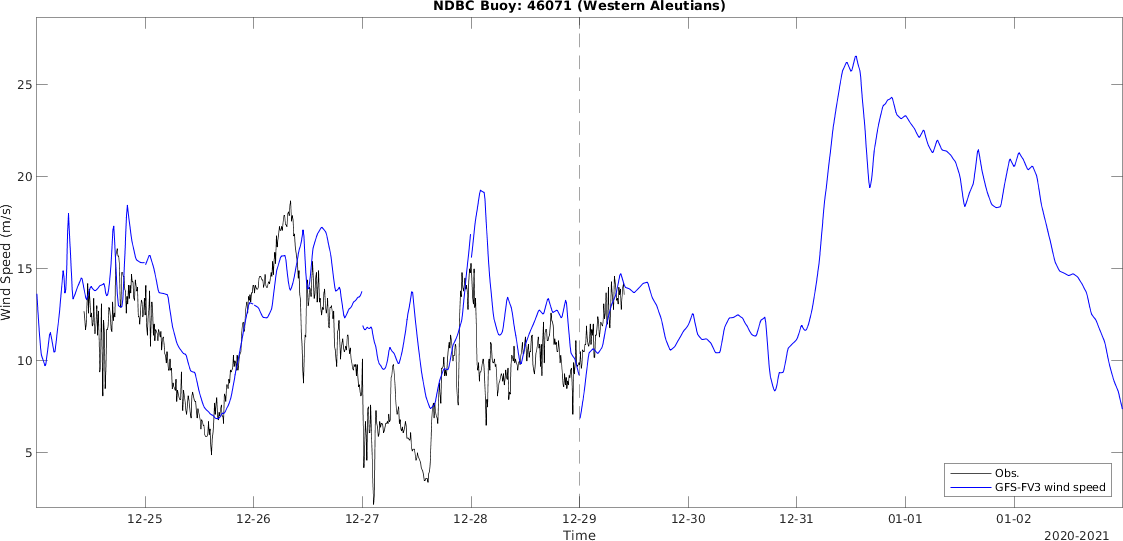 NDBC Buoy: 46071 (Western Aleutians)
25
20
15
10
5
Wind Speed (m/s)
12-25 12-26 12-27 12-28 12-29 12-30 12-31 01-01 01-02
Time
2020-2021
Obs.
GFS-FV3 wind speed